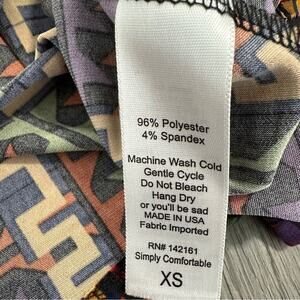 96% Polyester
4% Spandex
Machine Wash Cold
Gentle Cycle
Do Not Bleach
Hang Dry
or you'll be sad
MADE IN USA
Fabric Imported
RN# 142161
Simply Comfortable
XS